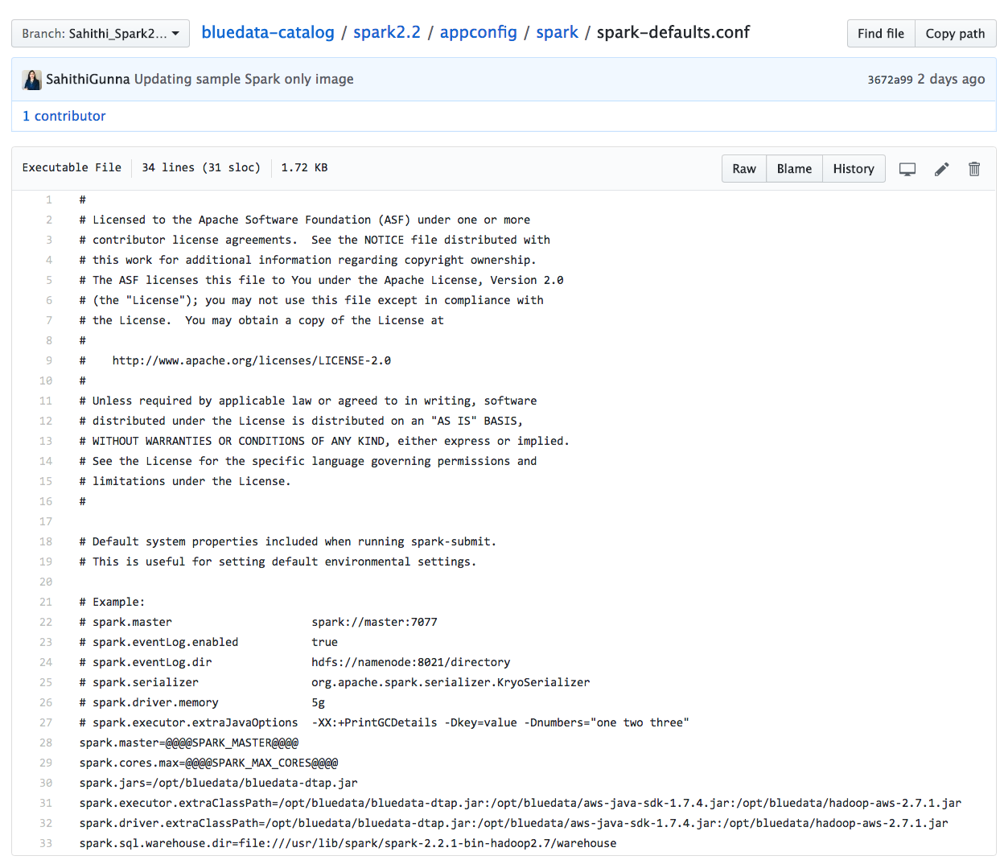 Branch: Sahithi_Spark2... bluedata-catalog / spark2.2 / appconfig / spark / spark-defaults.conf Find file Copy path
SahithiGunna Updating sample Spark only image 3672a99 2 days ago
1 contributor
Executable File 34 lines (31 sloc) 1.72 KB Raw Blame History
1 #
2 # Licensed to the Apache Software Foundation (ASF) under one or more
3 # contributor license agreements.  See the NOTICE file distributed with
4 # this work for additional information regarding copyright ownership.
5 # The ASF licenses this file to You under the Apache License, Version 2.0
6 # (the "License"); you may not use this file except in compliance with
7 # the License.  You may obtain a copy of the License at
8 #
9 #    http://www.apache.org/licenses/LICENSE-2.0
10 #
11 # Unless required by applicable law or agreed to in writing, software
12 # distributed under the License is distributed on an "AS IS" BASIS,
13 # WITHOUT WARRANTIES OR CONDITIONS OF ANY KIND, either express or implied.
14 # See the License for the specific language governing permissions and
15 # limitations under the License.
16 #
17
18 # Default system properties included when running spark-submit.
19 # This is useful for setting default environmental settings.
20
21 # Example:
22 # spark.master                     spark://master:7077
23 # spark.eventLog.enabled           true
24 # spark.eventLog.dir               hdfs://namenode:8021/directory
25 # spark.serializer                 org.apache.spark.serializer.KryoSerializer
26 # spark.driver.memory              5g
27 # spark.executor.extraJavaOptions  -XX:+PrintGCDetails -Dkey=value -Dnumbers="one two three"
28 spark.master=@@@@SPARK_MASTER@@@@
29 spark.cores.max=@@@@SPARK_MAX_CORES@@@@
30 spark.jars=/opt/bluedata/bluedata-dtap.jar
31 spark.executor.extraClassPath=/opt/bluedata/bluedata-dtap.jar:/opt/bluedata/aws-java-sdk-1.7.4.jar:/opt/bluedata/hadoop-aws-2.7.1.jar
32 spark.driver.extraClassPath=/opt/bluedata/bluedata-dtap.jar:/opt/bluedata/aws-java-sdk-1.7.4.jar:/opt/bluedata/hadoop-aws-2.7.1.jar
33 spark.sql.warehouse.dir=file:///usr/lib/spark/spark-2.2.1-bin-hadoop2.7/warehouse